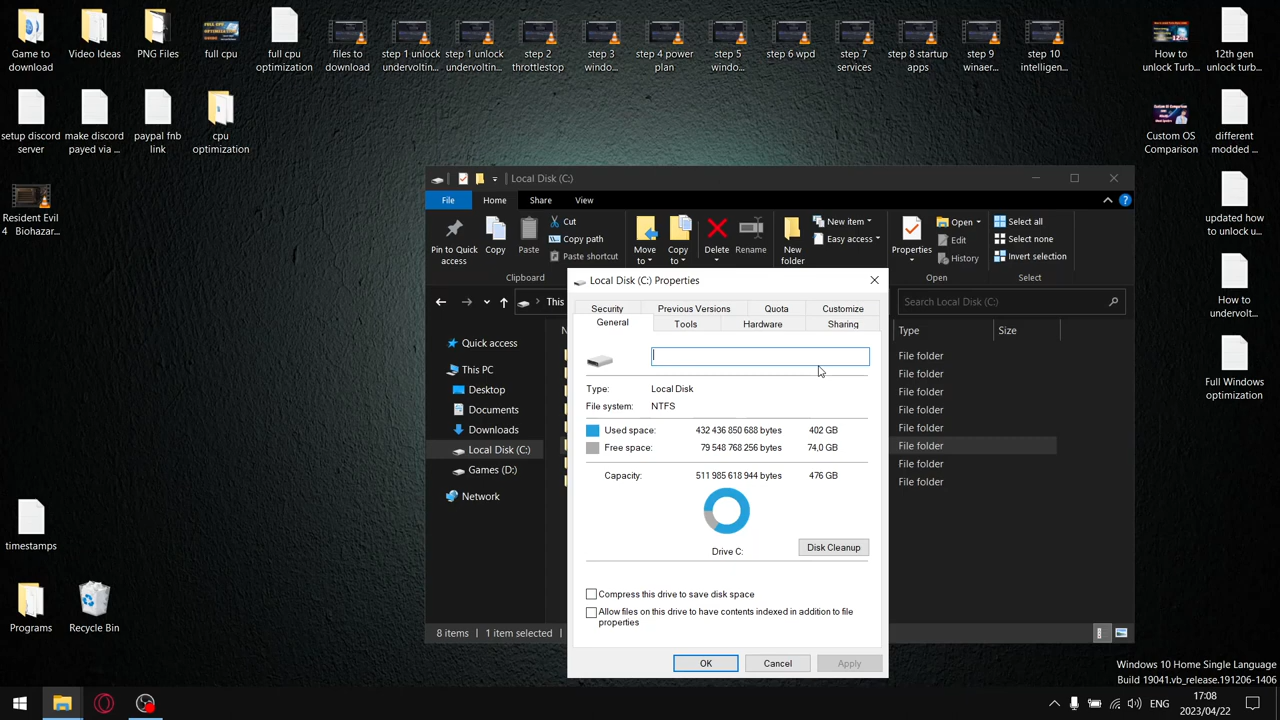 Game to download
Video Ideas
PNG Files
full cpu
full cpu optimization
files to download
step 1 unlock undervoltin...
step 1 unlock undervoltin...
step 2 throttlestop
step 3 windo...
step 4 power plan
step 5 windo...
step 6 wpd
step 7 services
step 8 startup apps
step 9 winaer...
step 10 intelligen...
How to unlock Turb...
12th gen unlock turb...
setup discord server
make discord payed via ...
paypal fnb link
cpu optimization
Custom OS Comparison
different modded ...
Resident Evil 4 Biohazar...
updated how to unlock u...
How to undervolt...
Full Windows optimization
timestamps
Programs
Recycle Bin
Local Disk (C:)
File
Home
Share
View
Pin to Quick access
Copy
Paste
Cut
Copy path
Paste shortcut
Clipboard
Move to
Copy to
Delete
Rename
New folder
New item
Easy access
Properties
Open
Edit
History
Open
Select all
Select none
Invert selection
Select
This
Search Local Disk (C:)
Type
Size
Quick access
This PC
Desktop
Documents
Downloads
Local Disk (C:)
Games (D:)
Network
File folder
File folder
File folder
File folder
File folder
File folder
File folder
File folder
8 items
1 item selected
Local Disk (C:) Properties
Security
Previous Versions
Quota
Customize
General
Tools
Hardware
Sharing
Type: Local Disk
File system: NTFS
Used space: 432 436 850 688 bytes 402 GB
Free space: 79 548 768 256 bytes 74,0 GB
Capacity: 511 985 618 944 bytes 476 GB
Drive C:
Disk Cleanup
Compress this drive to save disk space
Allow files on this drive to have contents indexed in addition to file
properties
OK
Cancel
Apply
Windows 10 Home Single Language
Build 19041.vb_release.191206-1406
ENG
17:08
2023/04/22